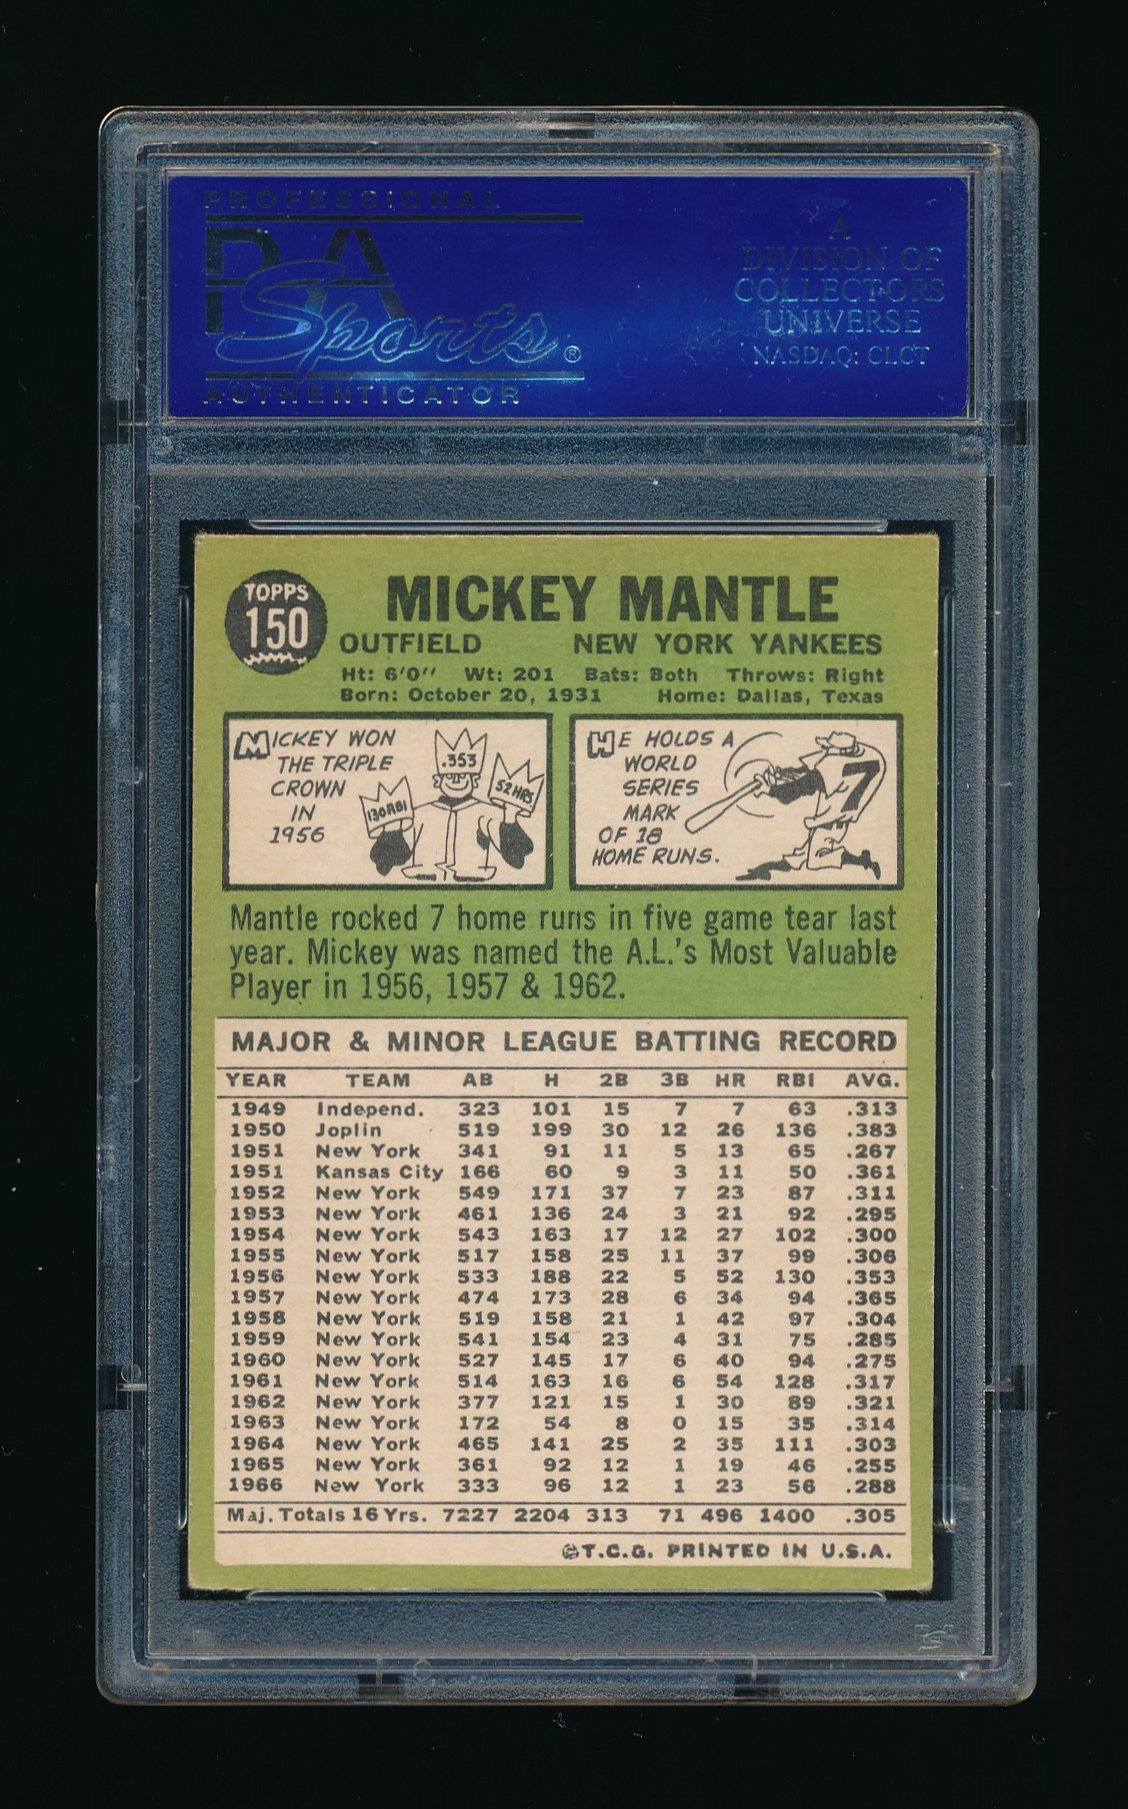 PROFESSIONAL
PSA
Sports®
AUTHENTICATOR
A
DIVISION OF
COLLECTORS
UNIVERSE
NASDAQ: CLCT
TOPPS
150
MICKEY MANTLE
OUTFIELD NEW YORK YANKEES
Ht: 6'0" Wt: 201 Bats: Both Throws: Right
Born: October 20, 1931 Home: Dallas, Texas
MICKEY WON
THE TRIPLE
CROWN
IN
1956
.353
130 RBI
52 HRS
HE HOLDS A
WORLD
SERIES
MARK
OF 18
HOME RUNS.
7
Mantle rocked 7 home runs in five game tear last
year. Mickey was named the A.L.'s Most Valuable
Player in 1956, 1957 & 1962.
MAJOR & MINOR LEAGUE BATTING RECORD
YEAR TEAM AB H 2B 3B HR RBI AVG.
1949 Independ. 323 101 15 7 7 63 .313
1950 Joplin 519 199 30 12 26 136 .383
1951 New York 341 91 11 5 13 65 .267
1951 Kansas City 166 60 9 3 11 50 .361
1952 New York 549 171 37 7 23 87 .311
1953 New York 461 136 24 3 21 92 .295
1954 New York 543 163 17 12 27 102 .300
1955 New York 517 158 25 11 37 99 .306
1956 New York 533 188 22 5 52 130 .353
1957 New York 474 173 28 6 34 94 .365
1958 New York 519 158 21 1 42 97 .304
1959 New York 541 154 23 4 31 75 .285
1960 New York 527 145 17 6 40 94 .275
1961 New York 514 163 16 6 54 128 .317
1962 New York 377 121 15 1 30 89 .321
1963 New York 172 54 8 0 15 35 .314
1964 New York 465 141 25 2 35 111 .303
1965 New York 361 92 12 1 19 46 .255
1966 New York 333 96 12 1 23 56 .288
Maj. Totals 16 Yrs. 7227 2204 313 71 496 1400 .305
©T.C.G. PRINTED IN U.S.A.
PSA